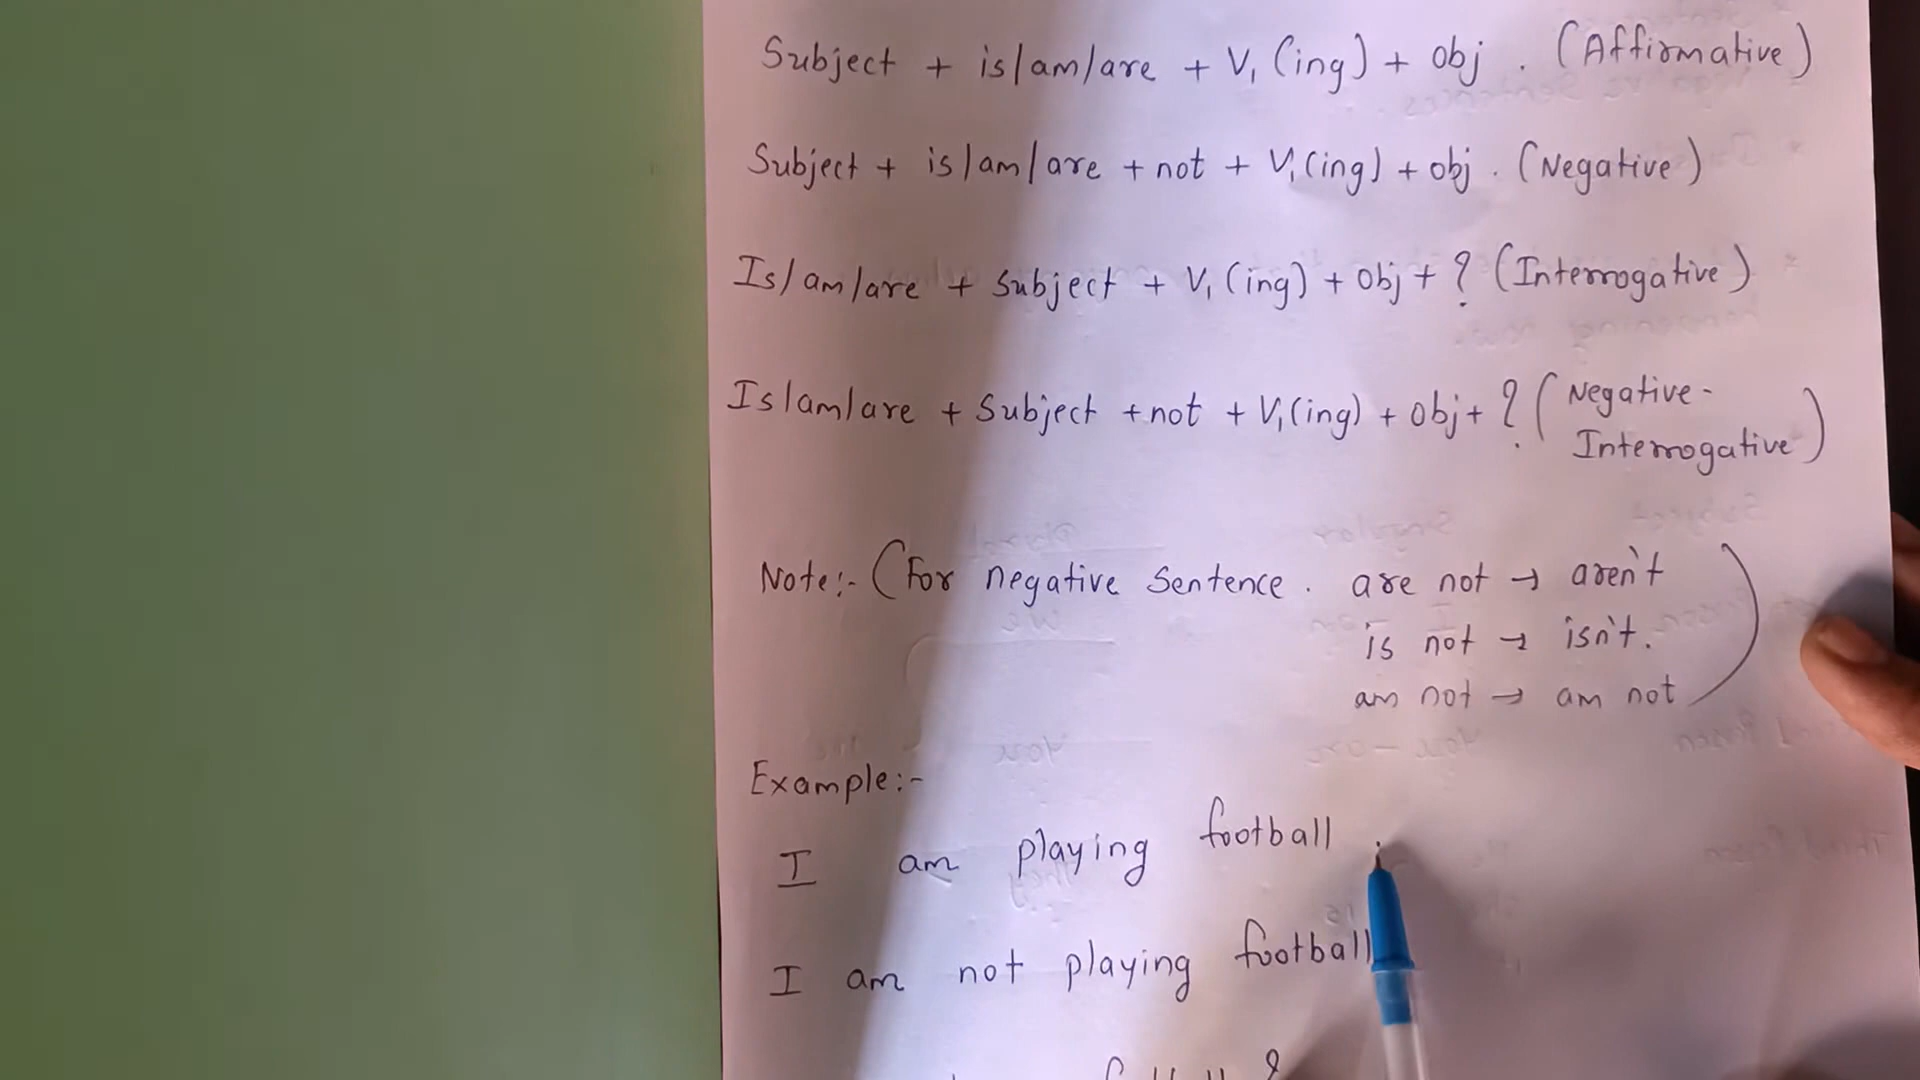 Subject + is/am/are + V₁ (ing) + Obj . (Affirmative)
Subject + is/am/are + not + V₁(ing) + obj . (Negative)
Is/am/are + Subject + V₁ (ing) + Obj + ? (Interrogative)
Is/am/are + Subject + not + V₁(ing) + Obj + ? (Negative-
Interrogative)
Note:- (For negative Sentence . are not → aren't
is not → isn't.
am not → am not)
Example:-
I am playing football .
I am not playing football